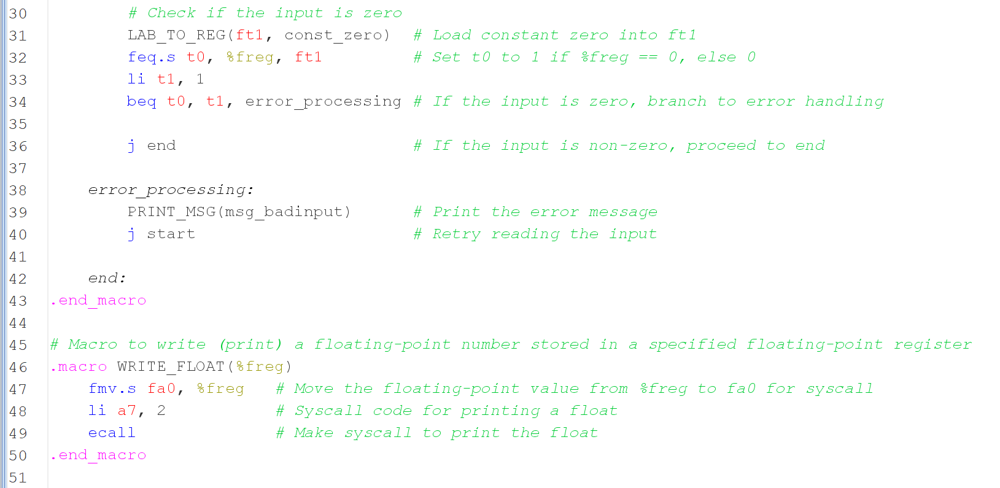 30 # Check if the input is zero
31 LAB_TO_REG(ft1, const_zero) # Load constant zero into ft1
32 feq.s t0, %freg, ft1 # Set t0 to 1 if %freg == 0, else 0
33 li t1, 1
34 beq t0, t1, error_processing # If the input is zero, branch to error handling
35
36 j end # If the input is non-zero, proceed to end
37
38 error_processing:
39 PRINT_MSG(msg_badinput) # Print the error message
40 j start # Retry reading the input
41
42 end:
43 .end_macro
44
45 # Macro to write (print) a floating-point number stored in a specified floating-point register
46 .macro WRITE_FLOAT(%freg)
47 fmv.s fa0, %freg # Move the floating-point value from %freg to fa0 for syscall
48 li a7, 2 # Syscall code for printing a float
49 ecall # Make syscall to print the float
50 .end_macro
51